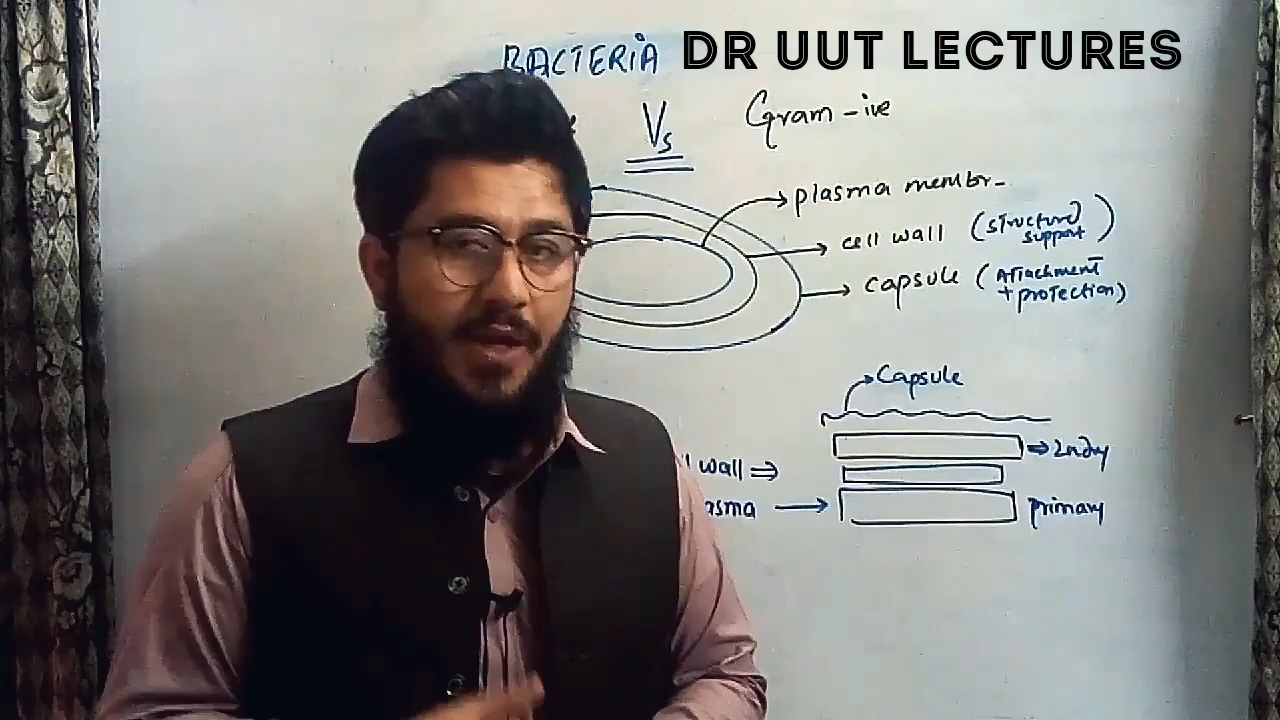 BACTERIA DR UUT LECTURES
Vs Gram -ive
plasma membr-
cell wall (structural
support)
capsule (Attachment
+ protection)
Capsule
wall ⇒ ⇒ 2ndry
asma → primary